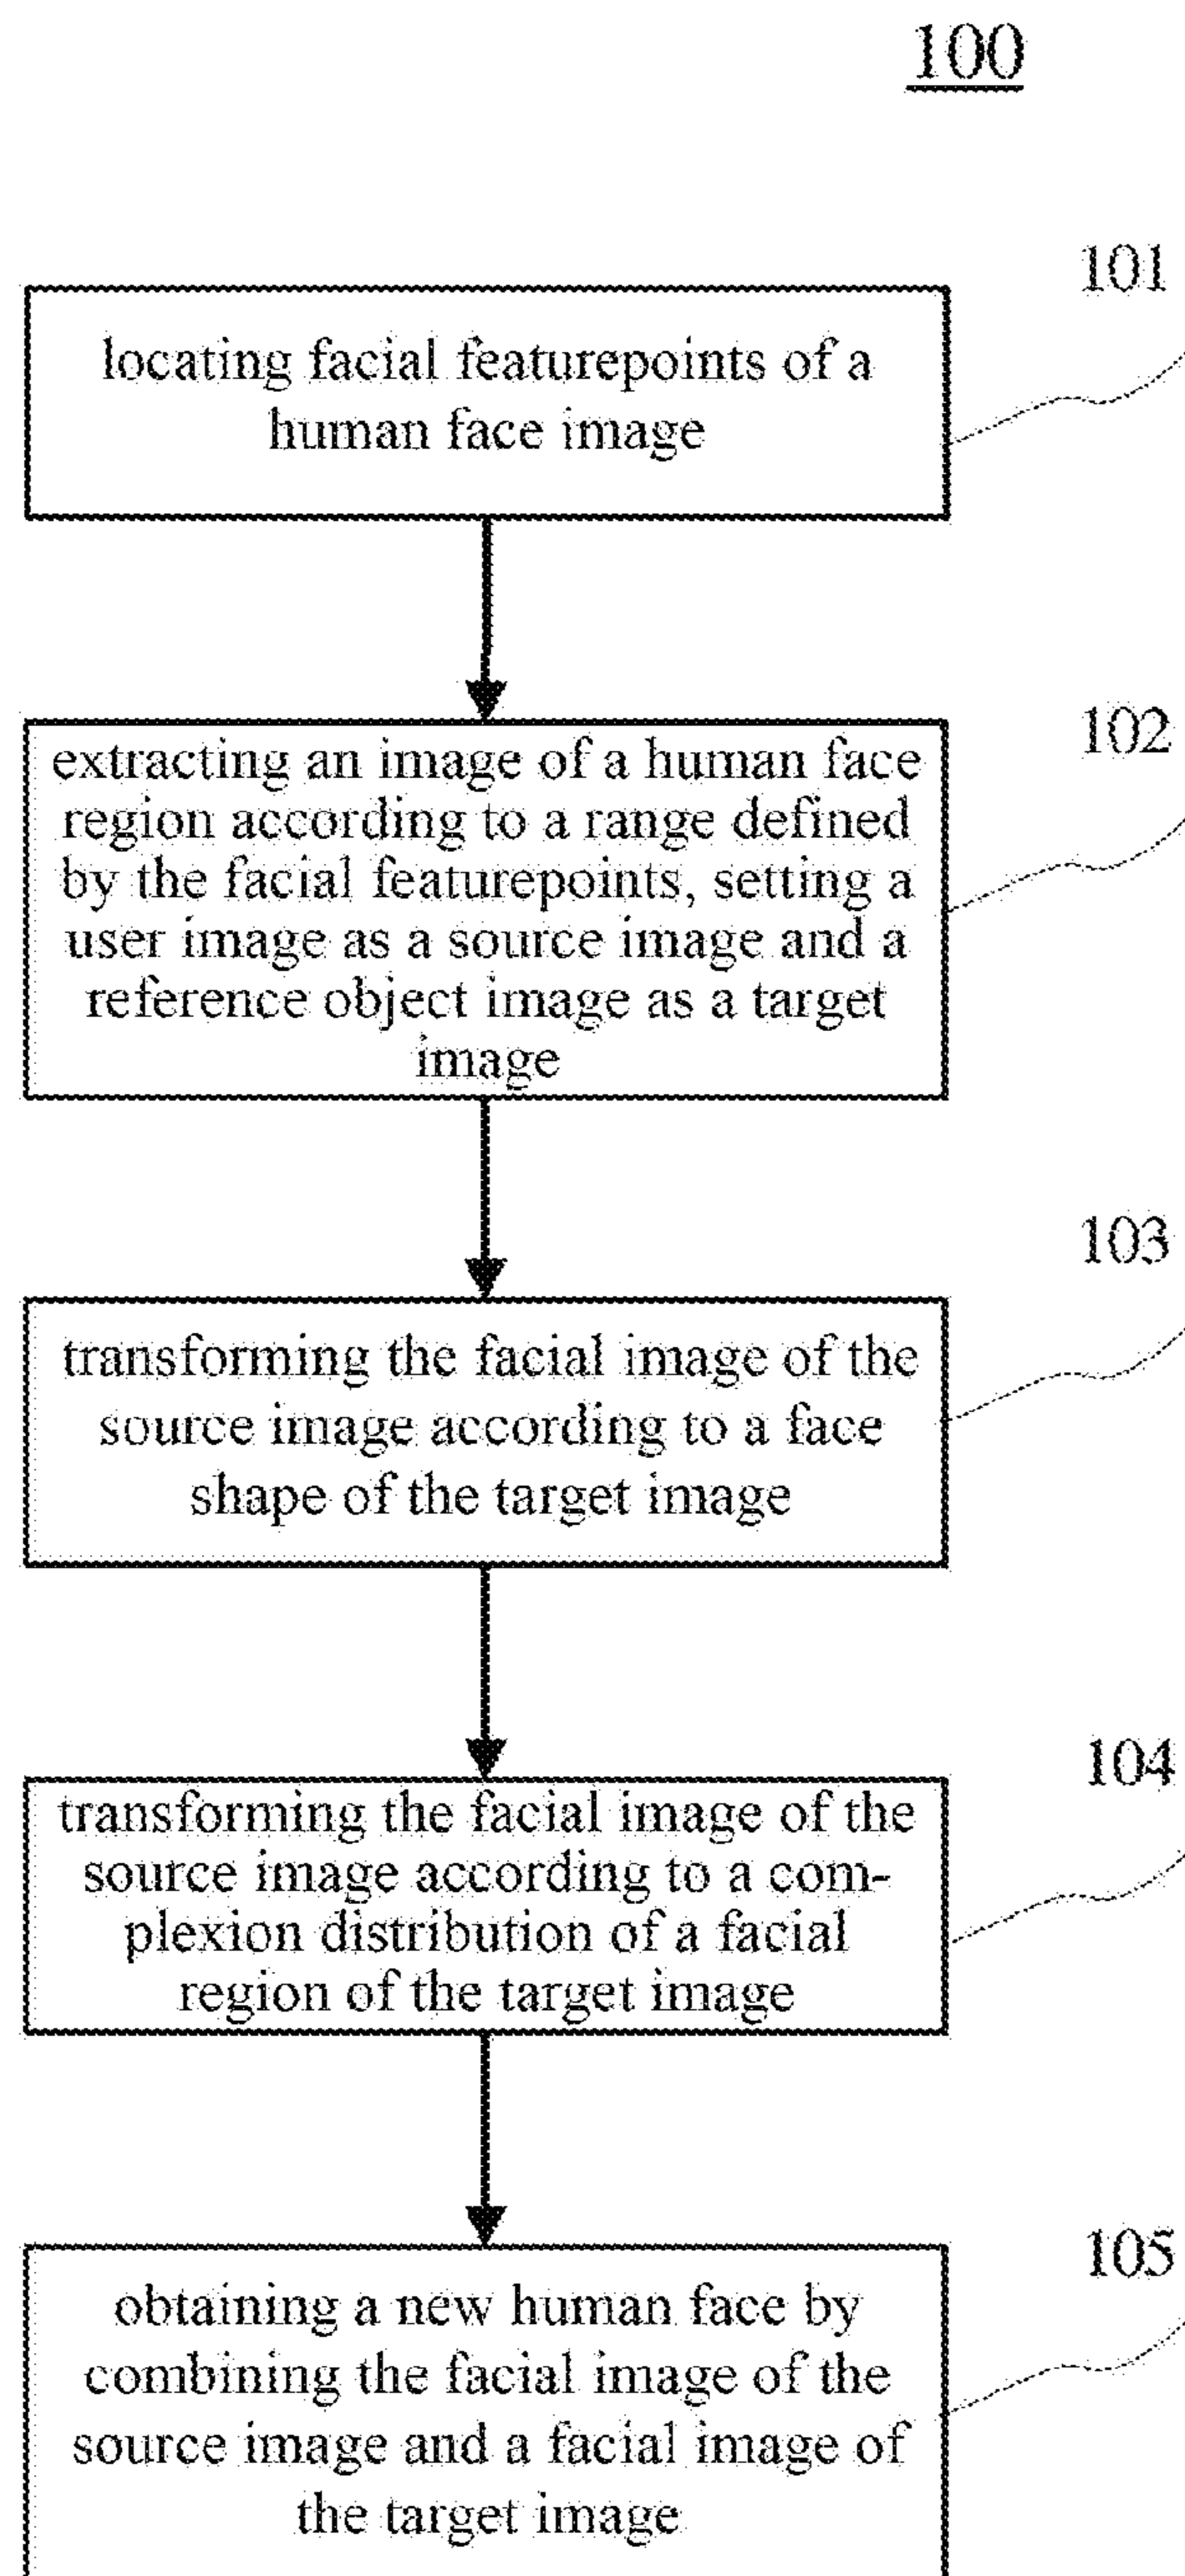 100
101
locating facial featurepoints of a
human face image
102
extracting an image of a human face
region according to a range defined
by the facial featurepoints, setting a
user image as a source image and a
reference object image as a target
image
103
transforming the facial image of the
source image according to a face
shape of the target image
104
transforming the facial image of the
source image according to a com-
plexion distribution of a facial
region of the target image
105
obtaining a new human face by
combining the facial image of the
source image and a facial image of
the target image